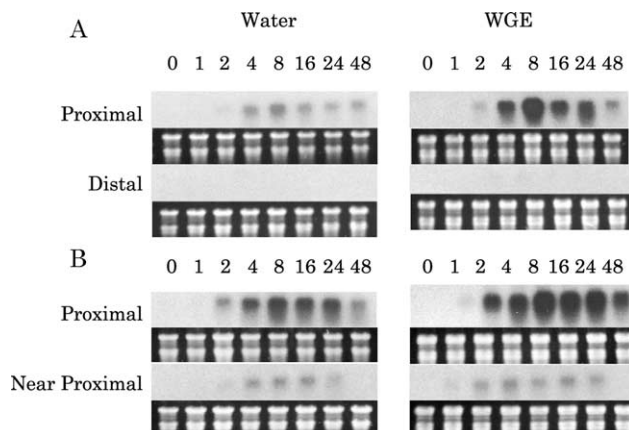 Water WGE
A
0 1 2 4 8 16 24 48 0 1 2 4 8 16 24 48
Proximal
Distal
B
0 1 2 4 8 16 24 48 0 1 2 4 8 16 24 48
Proximal
Near Proximal